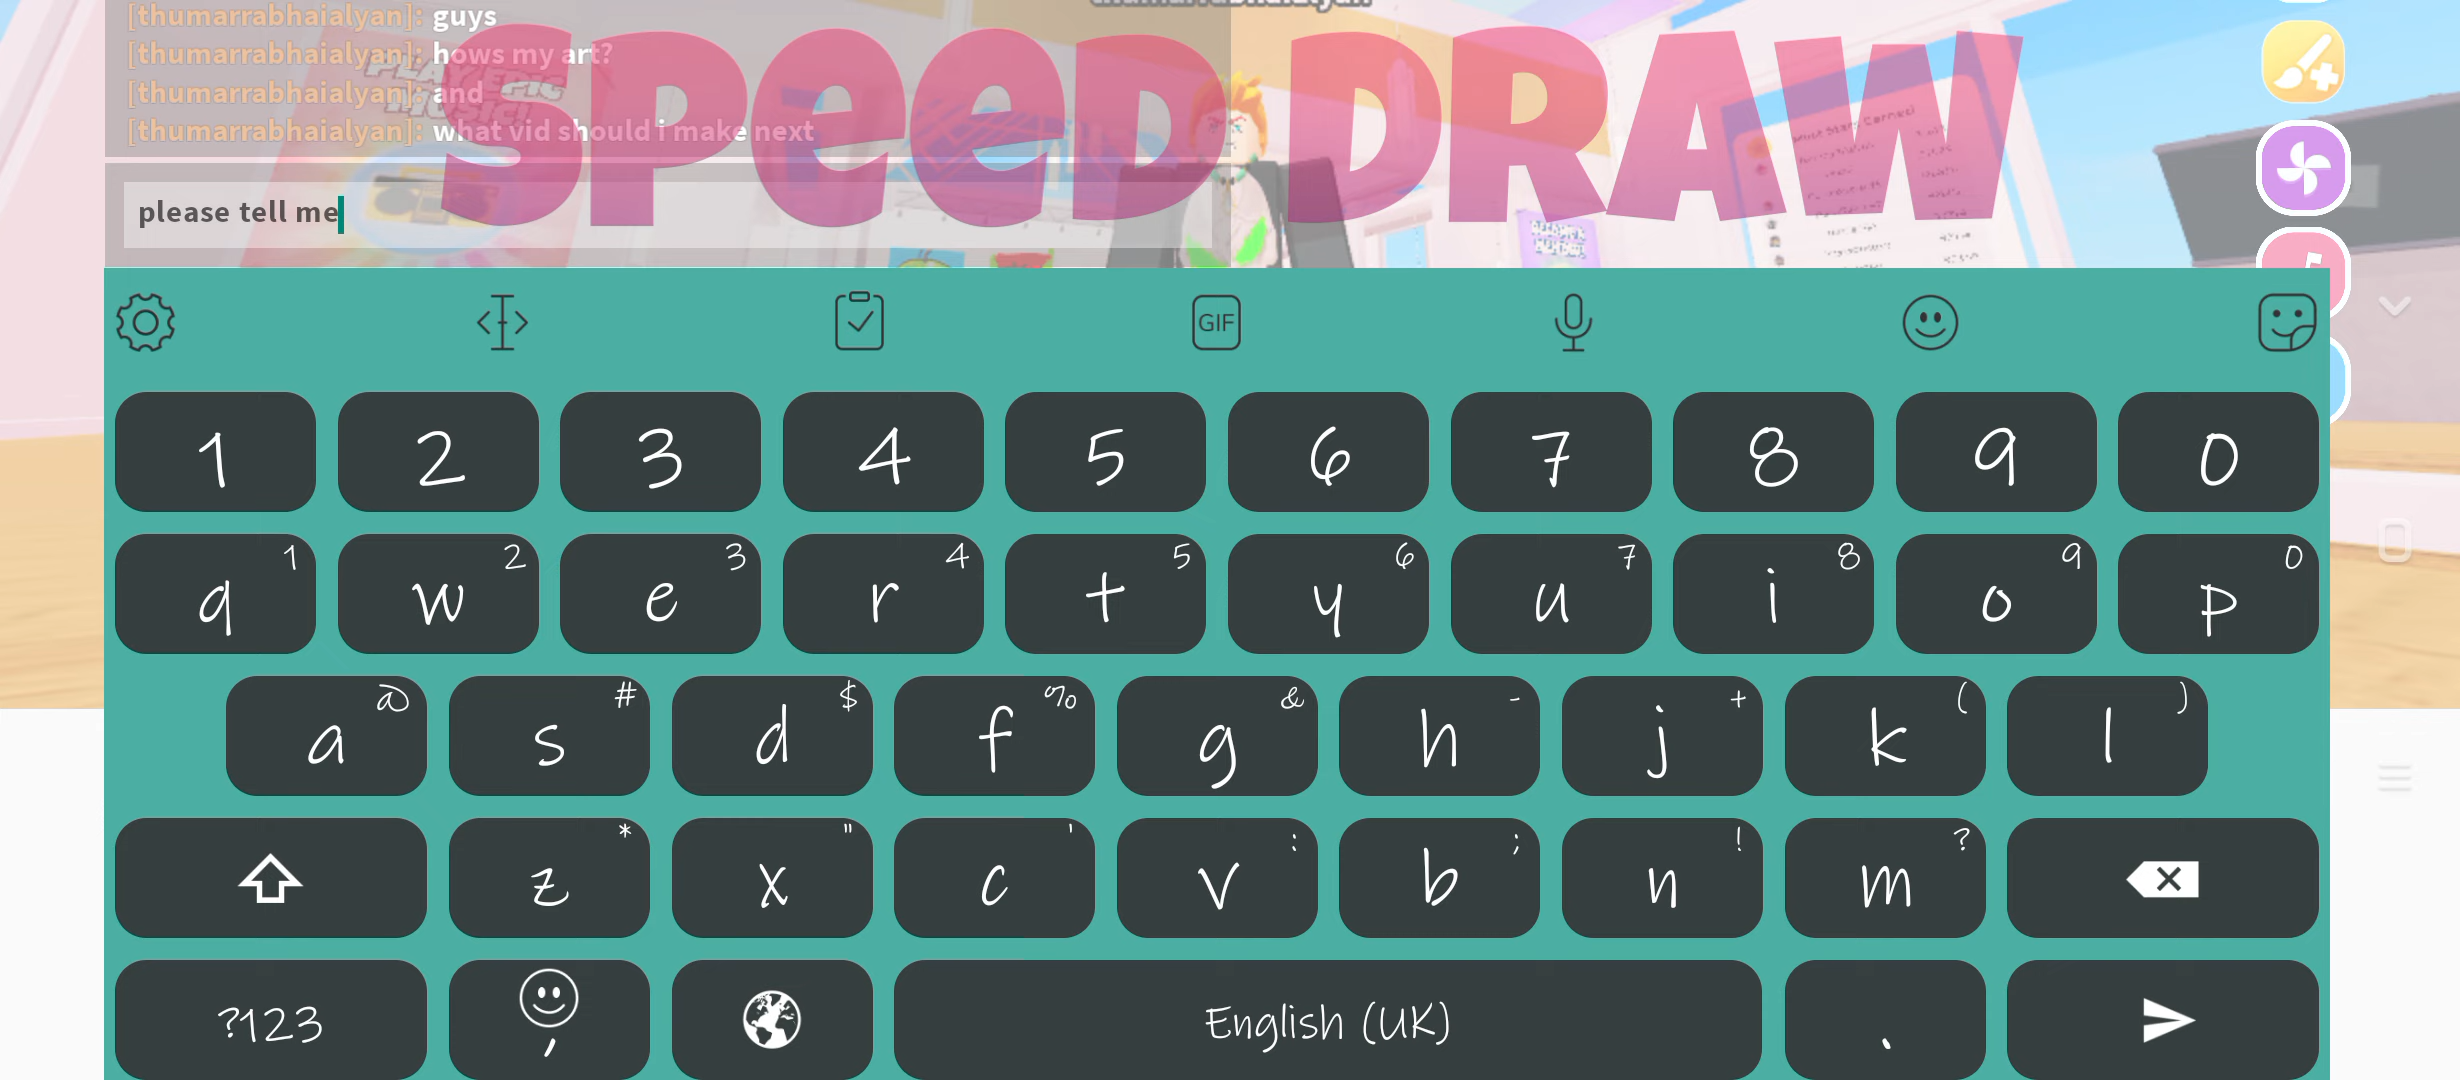 [thumarrabhaialyan]: guys
[thumarrabhaialyan]: hows my art?
[thumarrabhaialyan]: and
[thumarrabhaialyan]: what vid should i make next
PLAY EPIC
SPEED DRAW
please tell me
GIF
1 2 3 4 5 6 7 8 9 0
1 2 3 4 5 6 7 8 9 0
q w e r t y u i o p
@ # $ % & - + ( )
a s d f g h j k l
* " ' : ; ! ?
z x c v b n m
?123 , English (UK) .